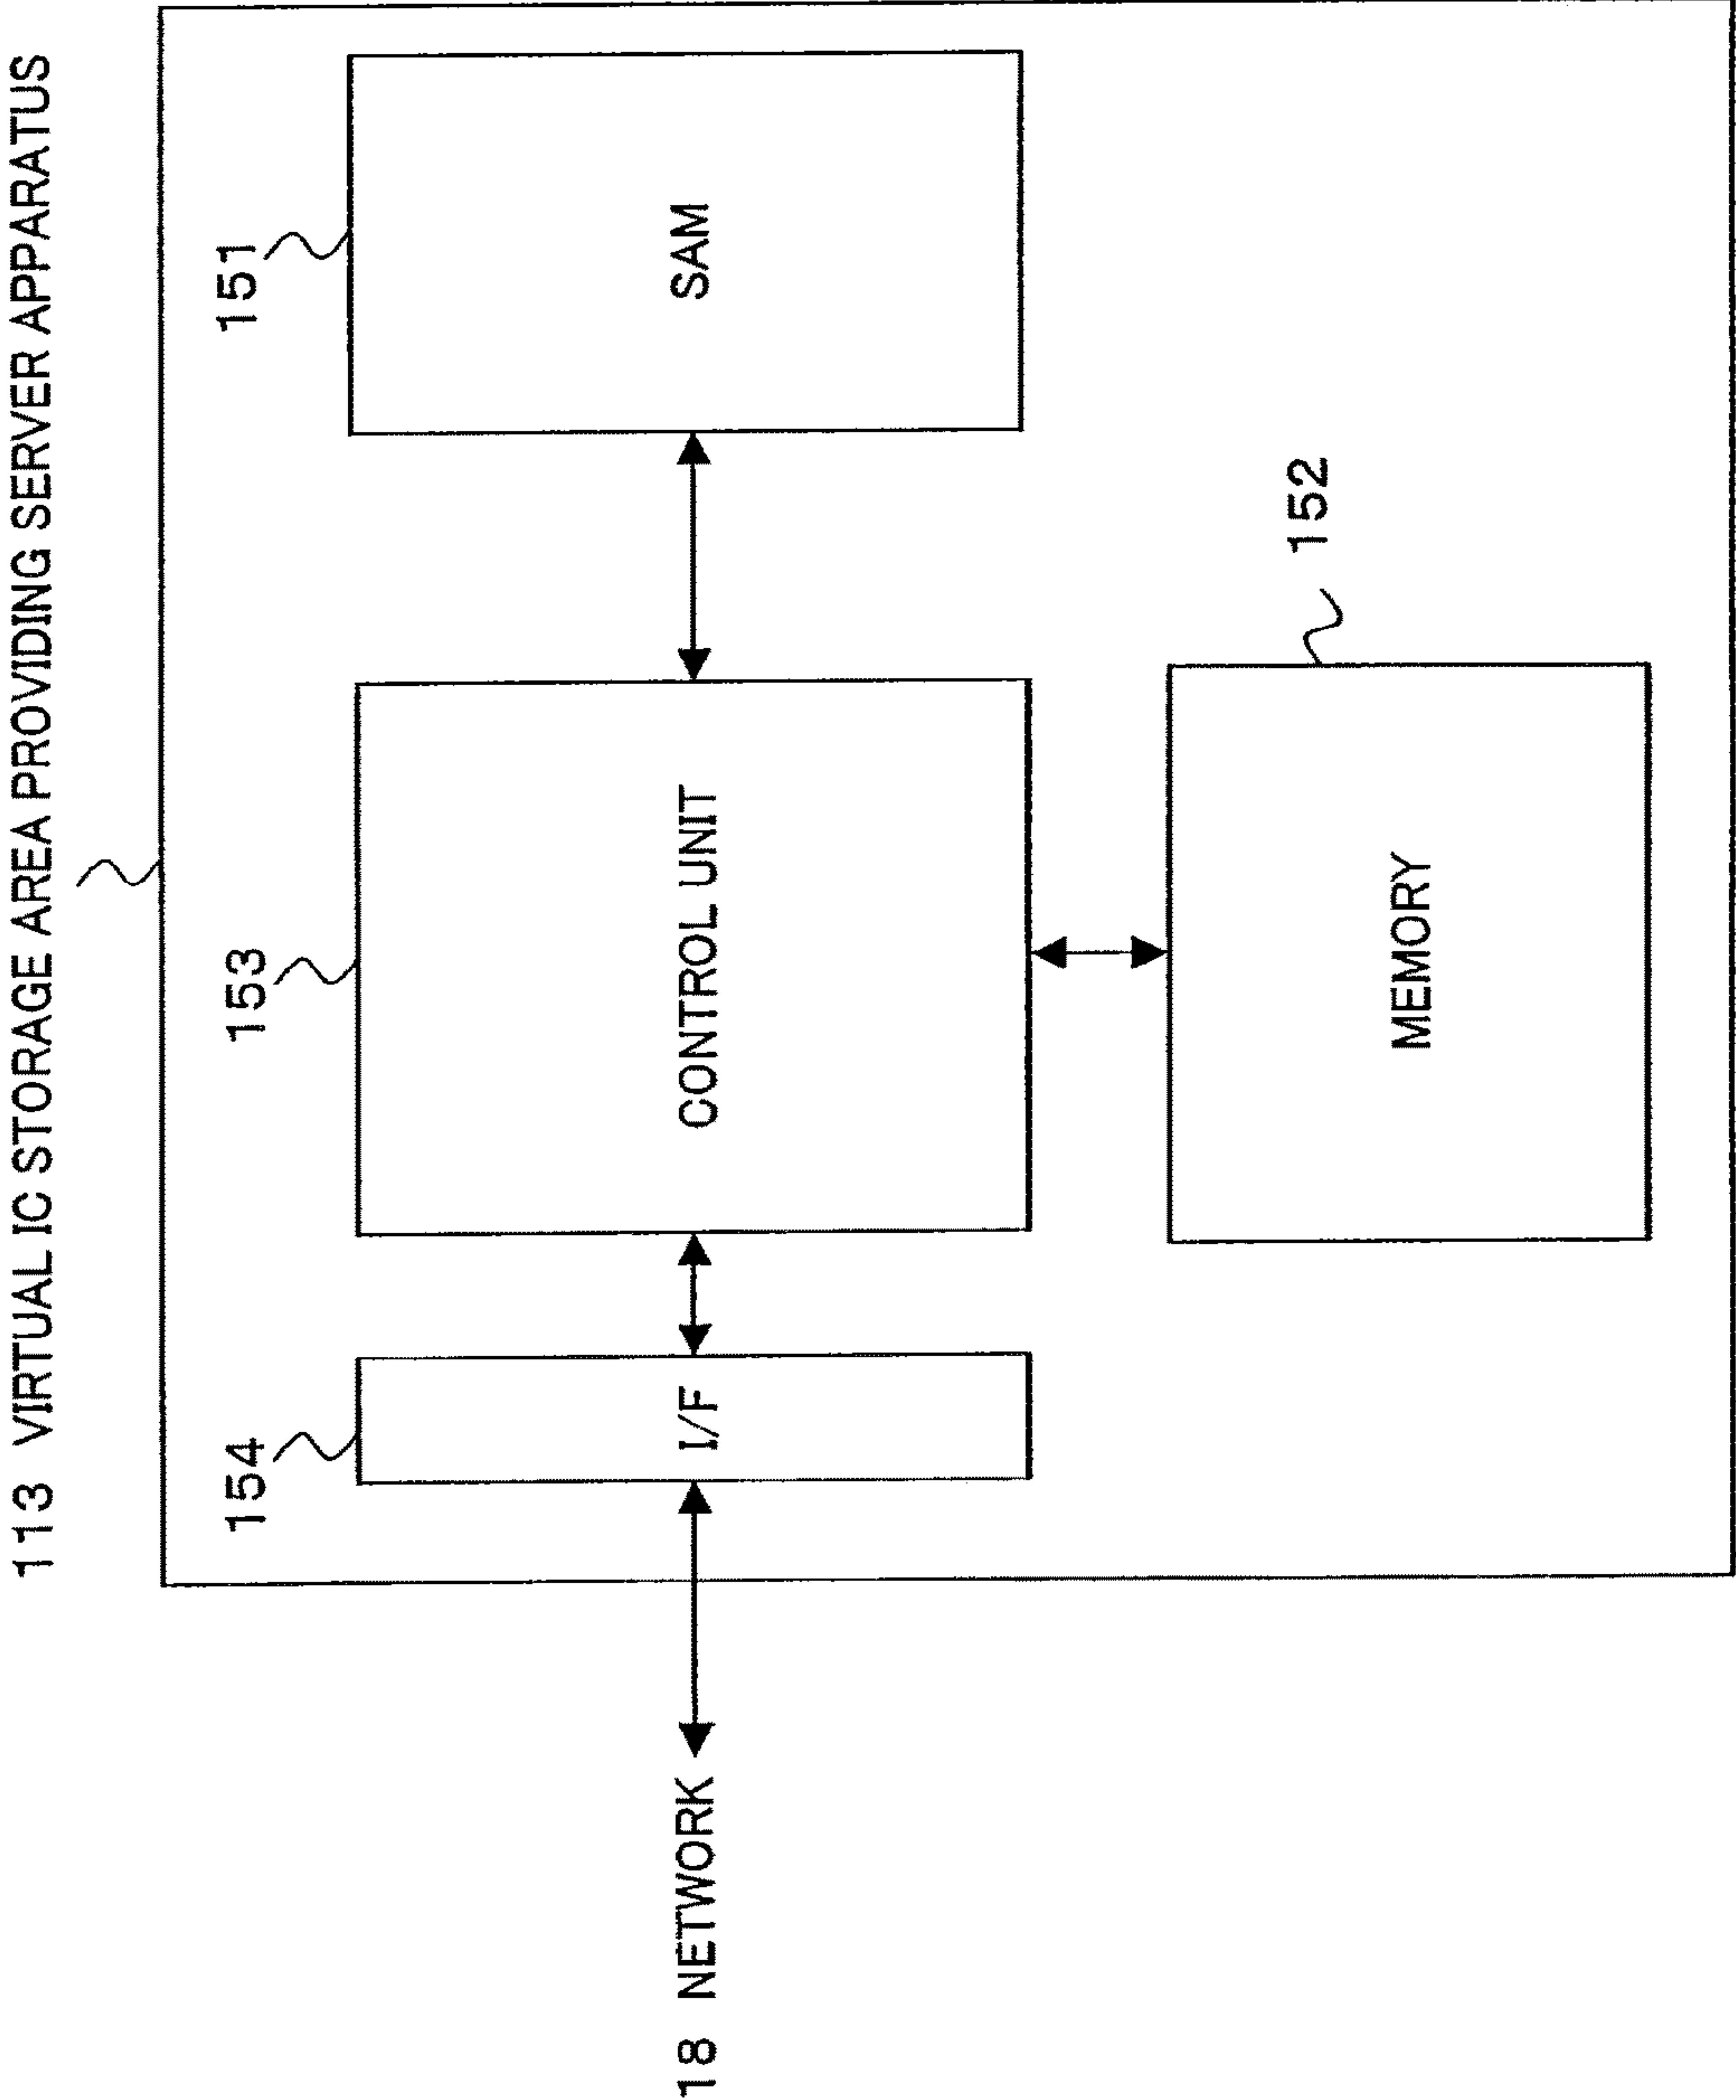 113 VIRTUAL IC STORAGE AREA PROVIDING SERVER APPARATUS
154
153
151
18 NETWORK
I/F
CONTROL UNIT
SAM
152
MEMORY